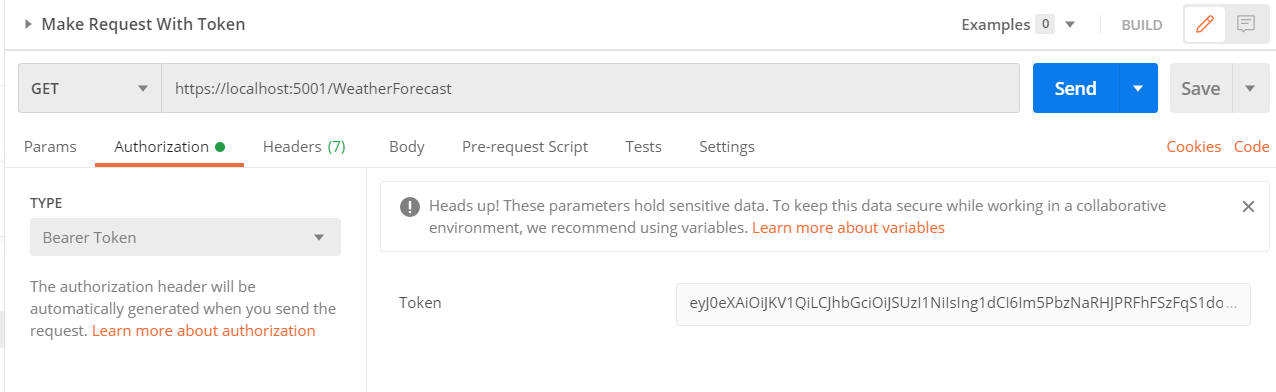 Make Request With Token
Examples 0
BUILD
GET
https://localhost:5001/WeatherForecast
Send
Save
Params
Authorization
Headers (7)
Body
Pre-request Script
Tests
Settings
Cookies
Code
TYPE
Bearer Token
The authorization header will be
automatically generated when you send the
request. Learn more about authorization
Heads up! These parameters hold sensitive data. To keep this data secure while working in a collaborative
environment, we recommend using variables. Learn more about variables
Token
eyJ0eXAiOiJKV1QiLCJhbGciOiJSUzI1NiIsIng1dCI6Im5PbzNaRHJPRFhFSzFqS1do...